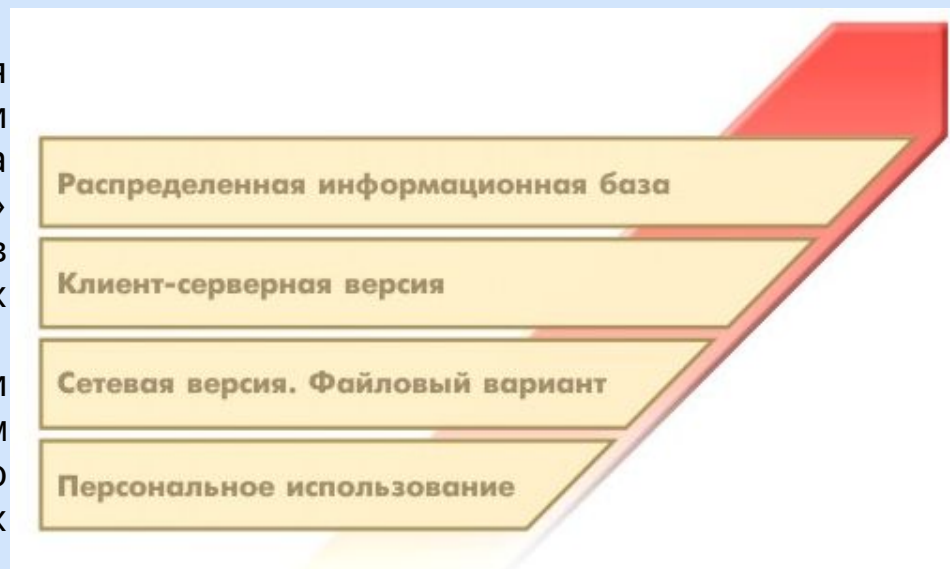 Распределенная информационная база
Клиент-серверная версия
Сетевая версия. Файловый вариант
Персональное использование